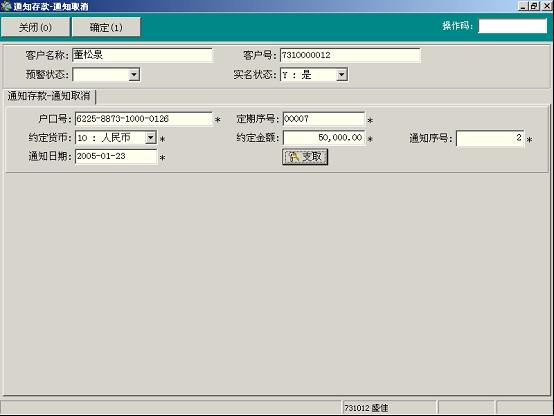 通知存款-通知取消
关闭(0) 确定(1) 操作码:
客户名称: 董松泉 客户号: 7310000012
预警状态: 实名状态: Y : 是
通知存款-通知取消
户口号: 6225-8873-1000-0126 * 定期序号: 00007 *
约定货币: 10 : 人民币 * 约定金额: 50,000.00 * 通知序号: 2 *
通知日期: 2005-01-23 * 支取
731012 盛佳